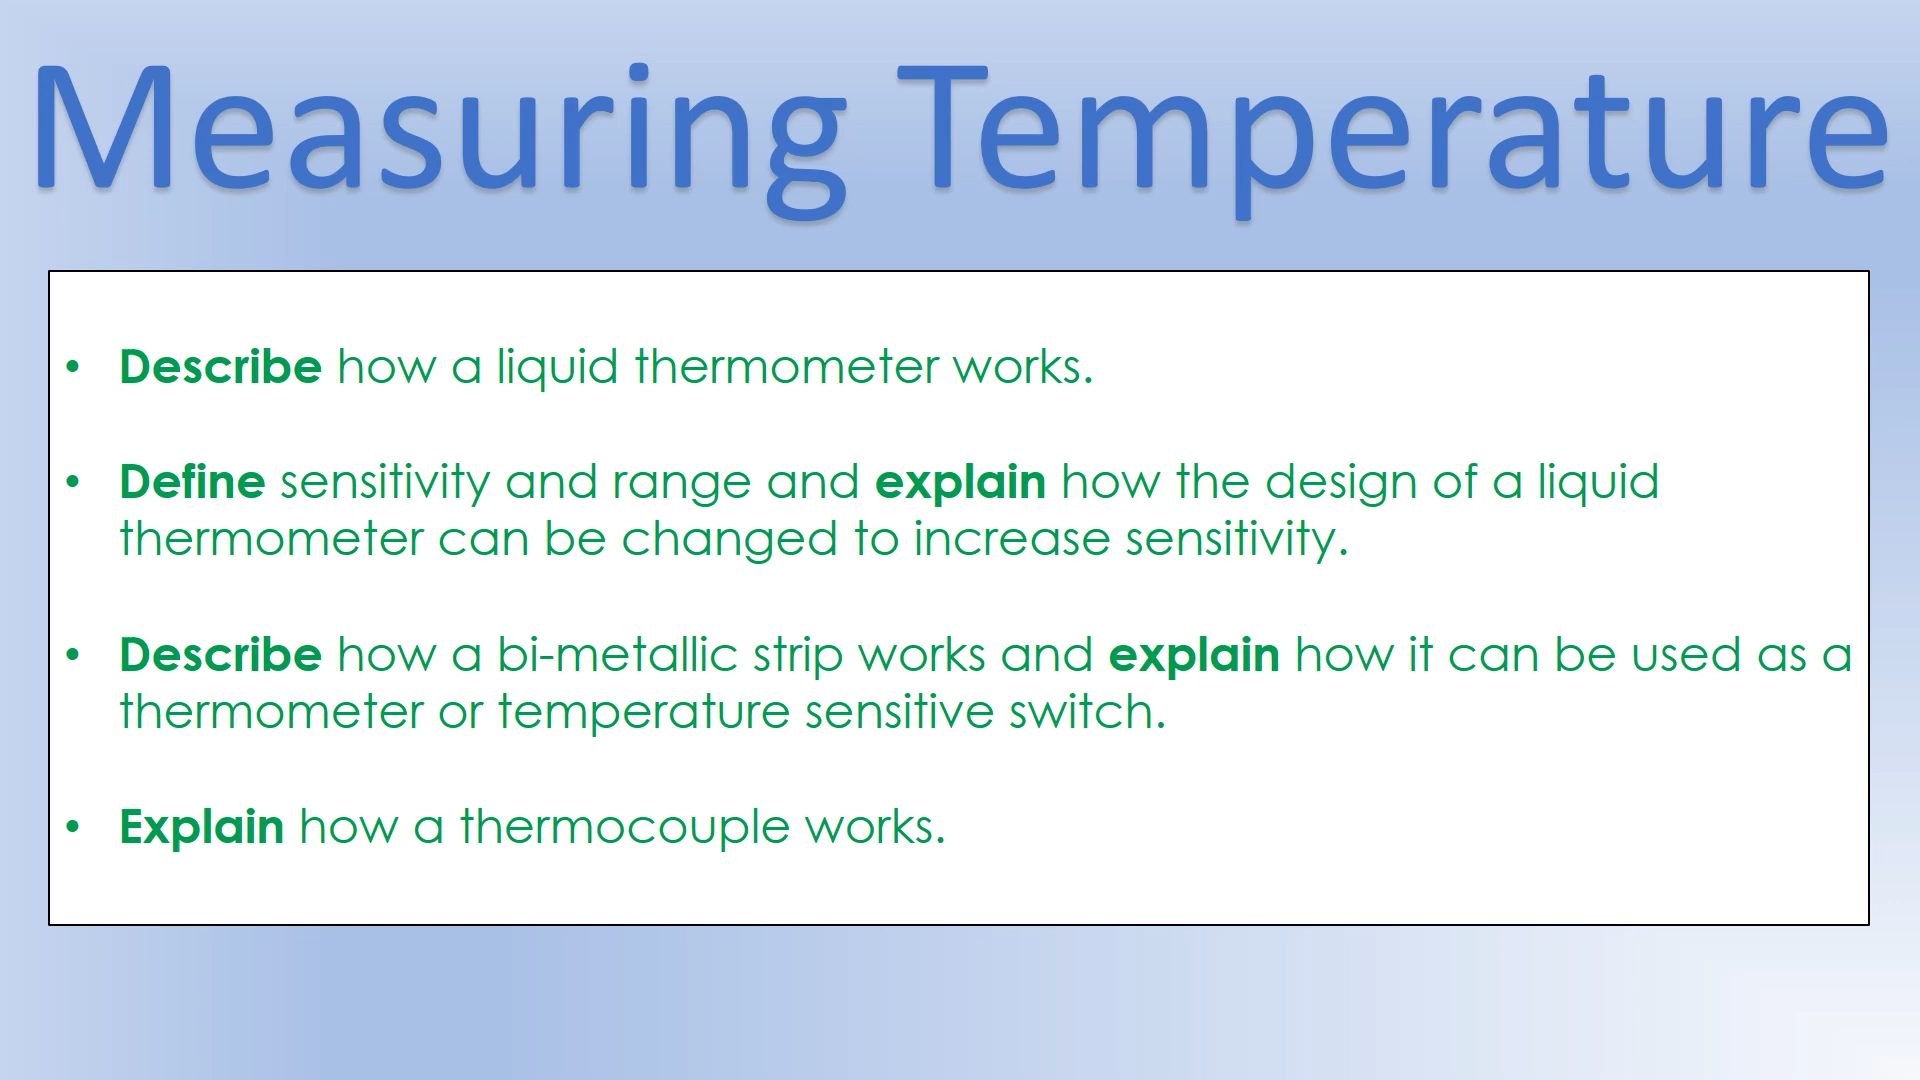 Measuring Temperature
• Describe how a liquid thermometer works.
• Define sensitivity and range and explain how the design of a liquid
thermometer can be changed to increase sensitivity.
• Describe how a bi-metallic strip works and explain how it can be used as a
thermometer or temperature sensitive switch.
• Explain how a thermocouple works.